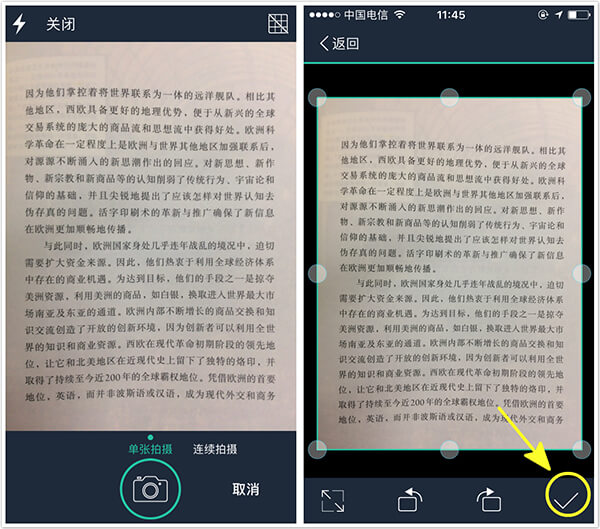 关闭
因为他们掌控着将世界联系为一体的远洋舰队。相比其
他地区，西欧具备更好的地理优势，便于从新兴的全球
交易系统的庞大的商品流和思想流中获得好处。欧洲科
学革命在一定程度上是欧洲与世界其他地区加强联系后，
对源源不断涌入的新思潮作出的回应。对新思想、新作
物、新宗教和新商品等的认知削弱了传统行为、宇宙论和
信仰的基础，并且尖锐地提出了应该怎样对世界认知去
伪存真的问题。活字印刷术的革新与推广确保了新信息
在欧洲更加顺畅地传播。
与此同时，欧洲国家身处几乎连年战乱的境况中，迫切
需要扩大资金来源。因此，他们热衷于利用全球经济体系
中存在的商业机遇。为达到目标，他们的手段之一是掠夺
美洲资源，利用美洲的商品，如白银，换取进入世界最大市
场南亚及东亚的通道。欧洲内部不断增长的商品交换和知
识交流创造了开放的创新环境，因为创新者可以利用全世
界的知识和商业资源。西欧在现代革命初期阶段的领先地
位，让它和北美地区在近现代史上留下了独特的烙印，并
取得了持续至今近200年的全球霸权地位。凭借欧洲的首要
地位，英语，而并非波斯语或汉语，成为现代外交和商务
单张拍摄 连续拍摄
取消
中国电信 11:45
返回
因为他们掌控着将世界联系为一体的远洋舰队。相比其
他地区，西欧具备更好的地理优势，便于从新兴的全球
交易系统的庞大的商品流和思想流中获得好处。欧洲科
学革命在一定程度上是欧洲与世界其他地区加强联系后，
对源源不断涌入的新思潮作出的回应。对新思想、新作
物、新宗教和新商品等的认知削弱了传统行为、宇宙论和
信仰的基础，并且尖锐地提出了应该怎样对世界认知去
伪存真的问题。活字印刷术的革新与推广确保了新信息
在欧洲更加顺畅地传播。
与此同时，欧洲国家身处几乎连年战乱的境况中，迫切
需要扩大资金来源。因此，他们热衷于利用全球经济体系
中存在的商业机遇。为达到目标，他们的手段之一是掠夺
美洲资源，利用美洲的商品，如白银，换取进入世界最大市
场南亚及东亚的通道。欧洲内部不断增长的商品交换和知
识交流创造了开放的创新环境，因为创新者可以利用全世
界的知识和商业资源。西欧在现代革命初期阶段的领先地
位，让它和北美地区在近现代史上留下了独特的烙印，并
取得了持续至今近200年的全球霸权地位。凭借欧洲的首要
地位，英语，而并非波斯语或汉语，成为现代外交和商务